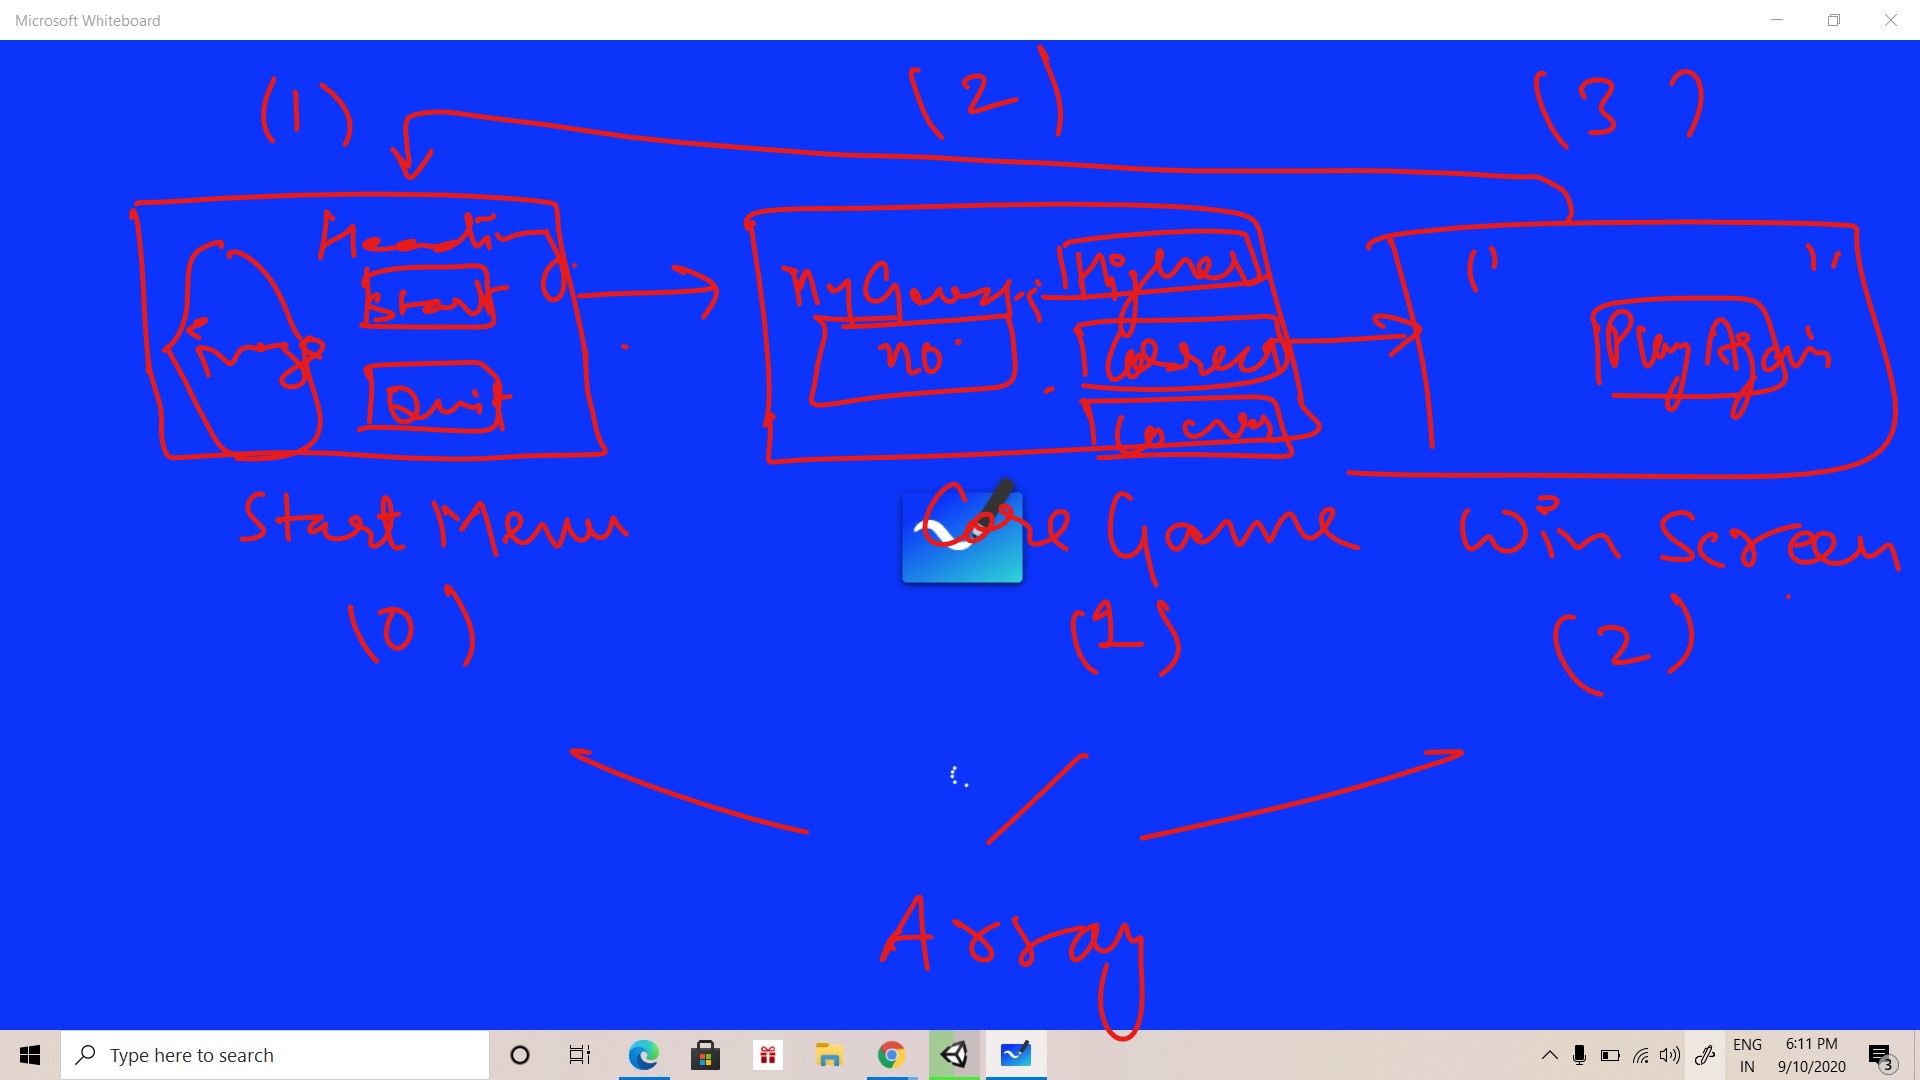 Microsoft Whiteboard
(1)
(2)
(3)
Heading
Start
Quit
Image
My Guess :
no.
Higher
Correct
Lower
" "
Play Again
Start Menu
Core Game
Win Screen
(0)
(1)
(2)
Array
Type here to search
ENG
IN
6:11 PM
9/10/2020
3